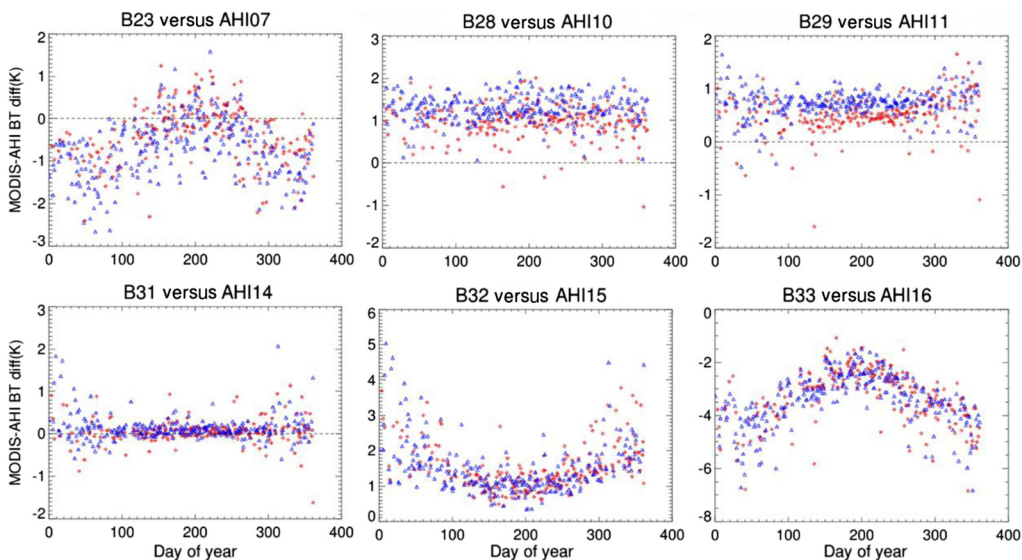 B23 versus AHI07
B28 versus AHI10
B29 versus AHI11
MODIS-AHI BT diff(K)
2
1
0
-1
-2
-3
0 100 200 300 400
3
2
1
0
-1
-2
0 100 200 300 400
2
1
0
-1
-2
0 100 200 300 400
B31 versus AHI14
B32 versus AHI15
B33 versus AHI16
MODIS-AHI BT diff(K)
3
2
1
0
-1
-2
0 100 200 300 400
Day of year
6
5
4
3
2
1
0
0 100 200 300 400
Day of year
0
-2
-4
-6
-8
0 100 200 300 400
Day of year